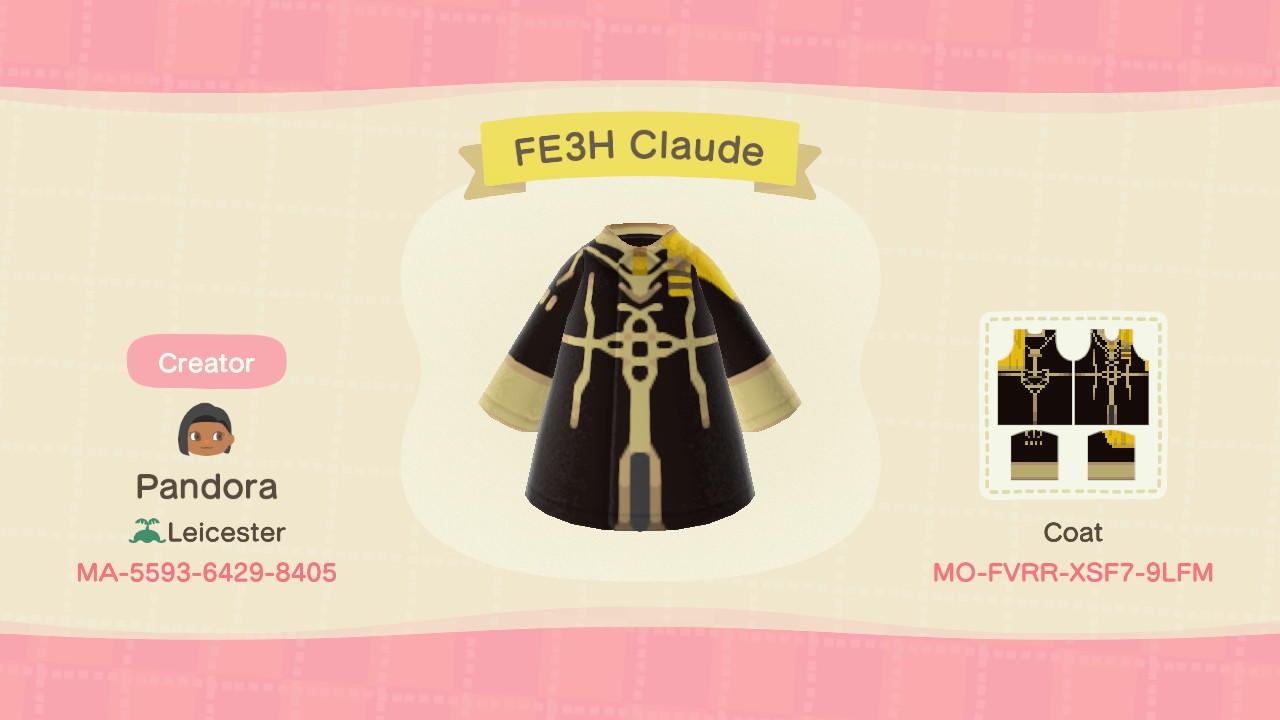 FE3H Claude
Creator
Pandora
Leicester
MA-5593-6429-8405
Coat
MO-FVRR-XSF7-9LFM